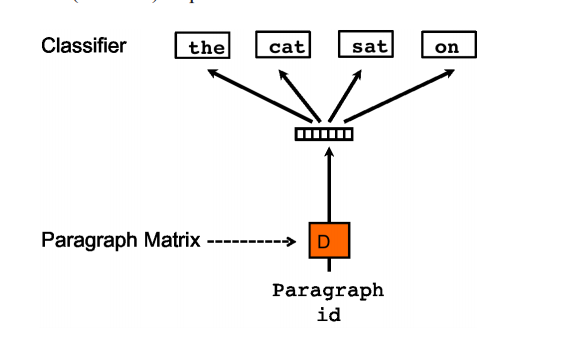 Classifier
the
cat
sat
on
Paragraph Matrix
D
Paragraph
id